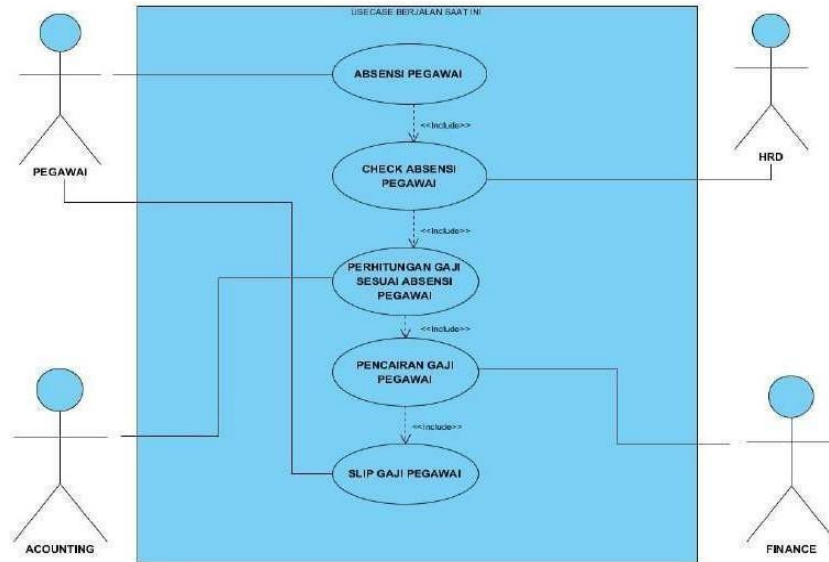 USECASE BERJALAN SAAT INI
ABSENSI PEGAWAI
<<Include>>
PEGAWAI
HRD
CHECK ABSENSI
PEGAWAI
<<Include>>
PERHITUNGAN GAJI
SESUAI ABSENSI
PEGAWAI
<<Include>>
PENCAIRAN GAJI
PEGAWAI
<<Include>>
SLIP GAJI PEGAWAI
ACOUNTING
FINANCE